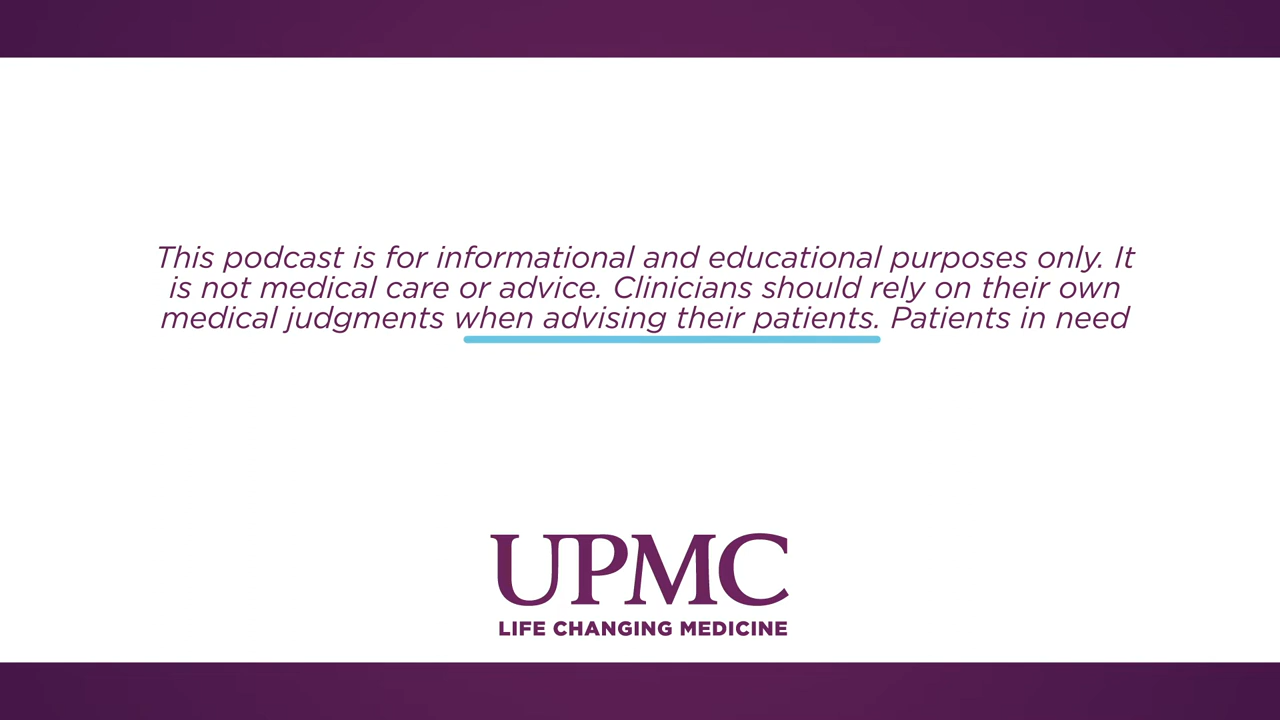 This podcast is for informational and educational purposes only. It
is not medical care or advice. Clinicians should rely on their own
medical judgments when advising their patients. Patients in need
UPMC
LIFE CHANGING MEDICINE